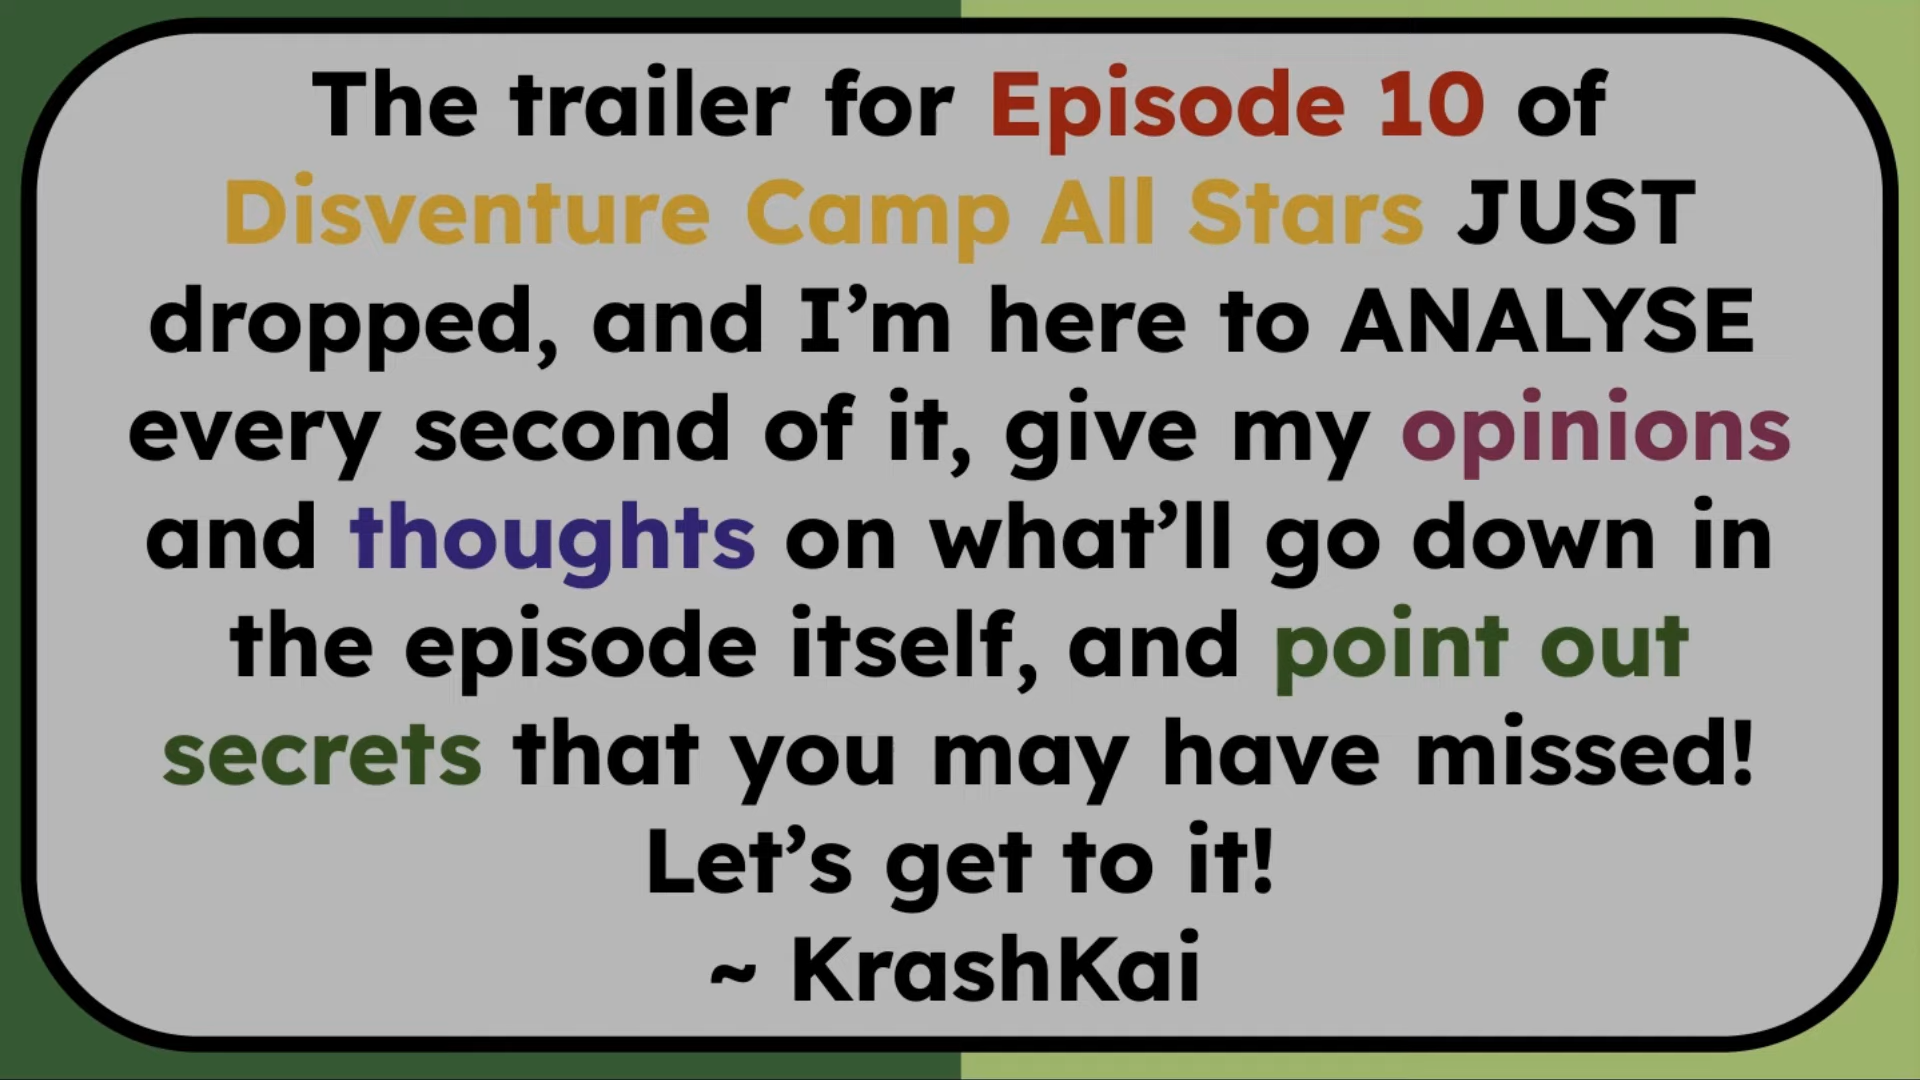 The trailer for Episode 10 of
Disventure Camp All Stars JUST
dropped, and I’m here to ANALYSE
every second of it, give my opinions
and thoughts on what’ll go down in
the episode itself, and point out
secrets that you may have missed!
Let’s get to it!
~ KrashKai